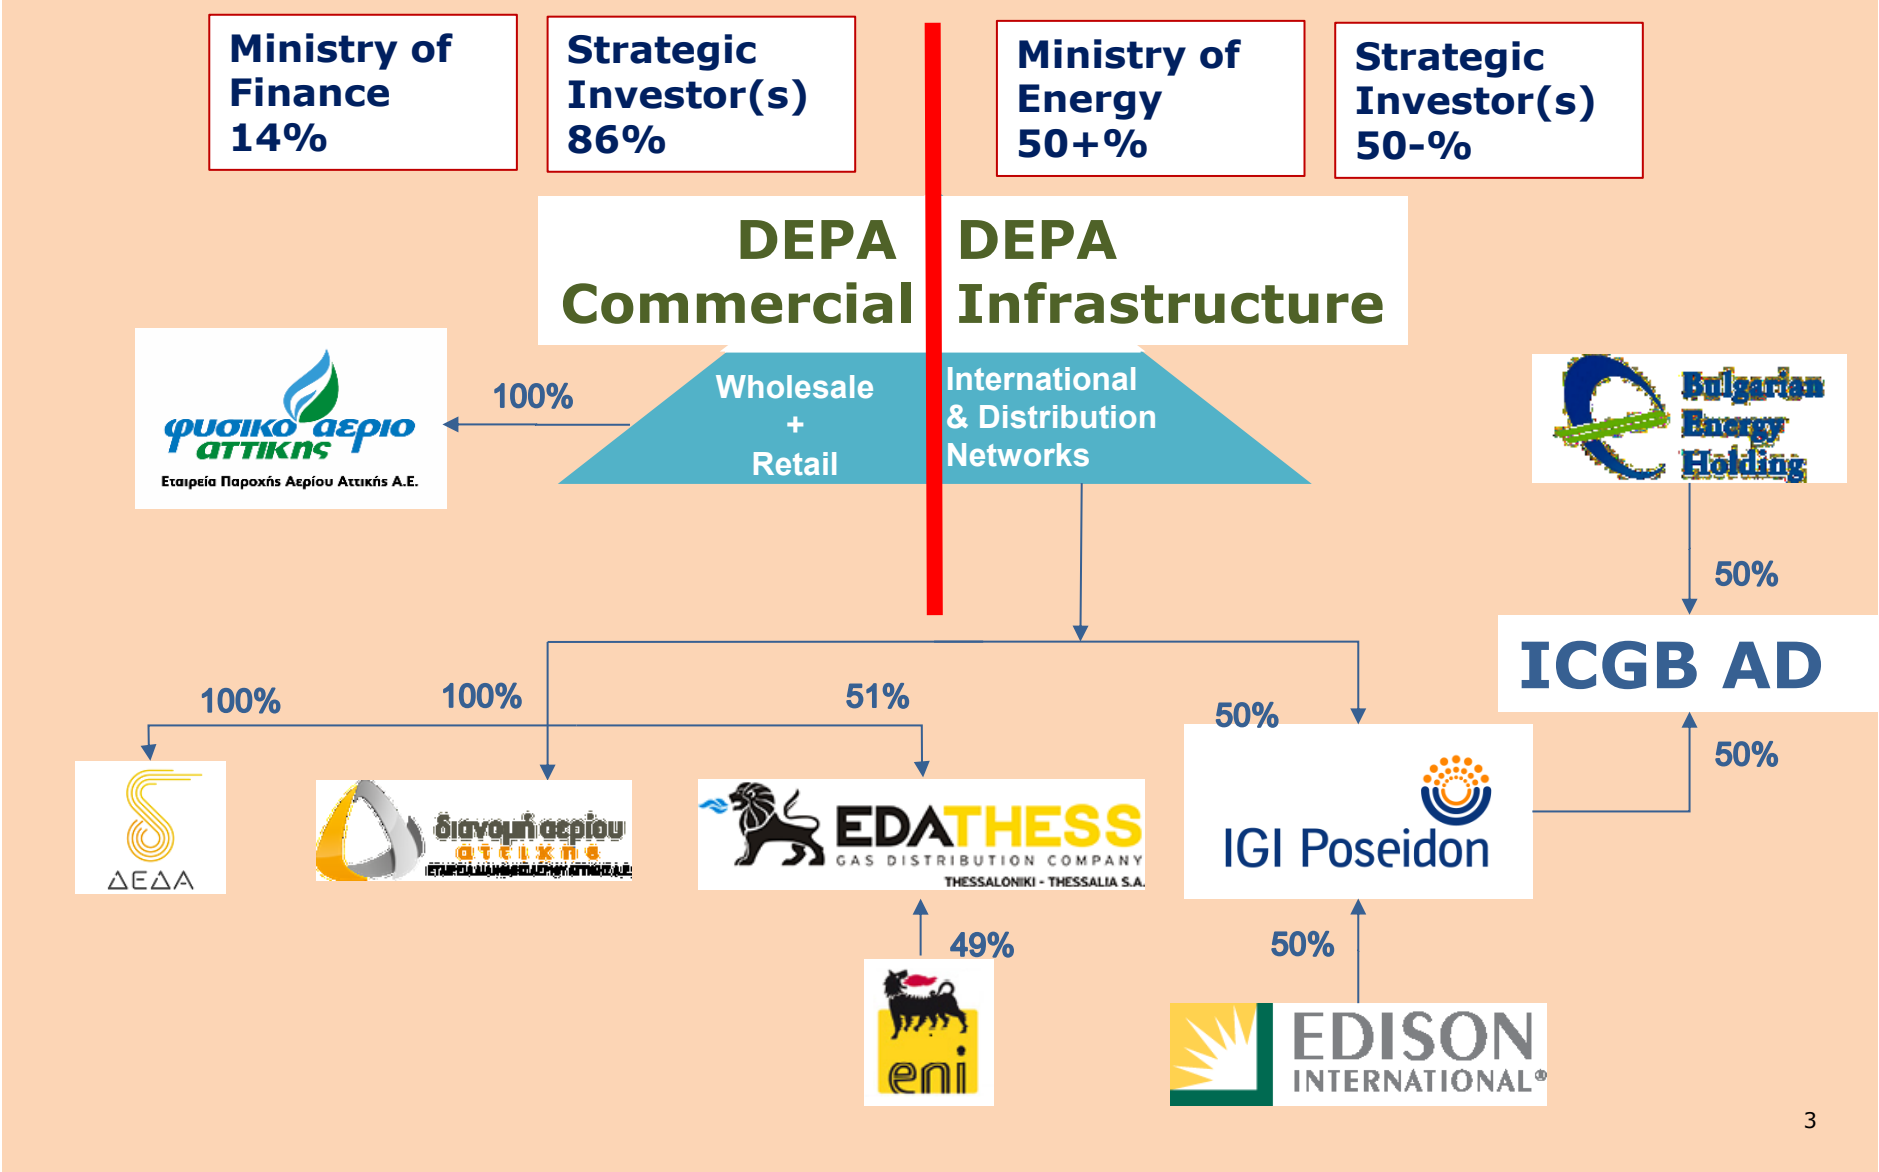 Ministry of
Finance
14%
Strategic
Investor(s)
86%
Ministry of
Energy
50+%
Strategic
Investor(s)
50-%
DEPA
Commercial
DEPA
Infrastructure
Wholesale
+
Retail
International
& Distribution
Networks
100%
φυσικό αέριο
αττικής
Εταιρεία Παροχής Αερίου Αττικής Α.Ε.
Bulgarian
Energy
Holding
50%
ICGB AD
50%
100%
100%
51%
50%
ΔΕΔΑ
διανομή αερίου
αττικης
EDATHESS
GAS DISTRIBUTION COMPANY
THESSALONIKI - THESSALIA S.A.
IGI Poseidon
49%
50%
eni
EDISON
INTERNATIONAL®
3